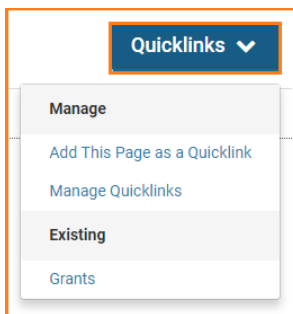 Quicklinks
Manage
Add This Page as a Quicklink
Manage Quicklinks
Existing
Grants